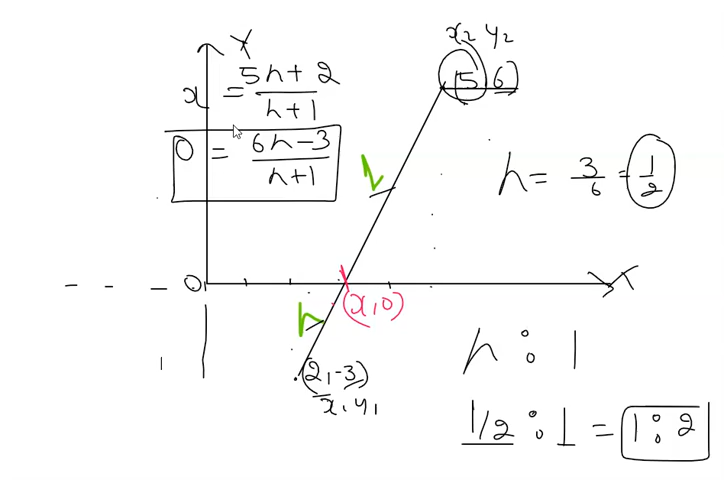 Y
x₂ y₂
(5, 6)
x = 5h + 2 / h + 1
0 = 6h - 3 / h + 1
h = 3/6 = 1/2
h
0
X
(x, 0)
h
(2, -3)
x₁ y₁
h : 1
1/2 : 1 = 1 : 2